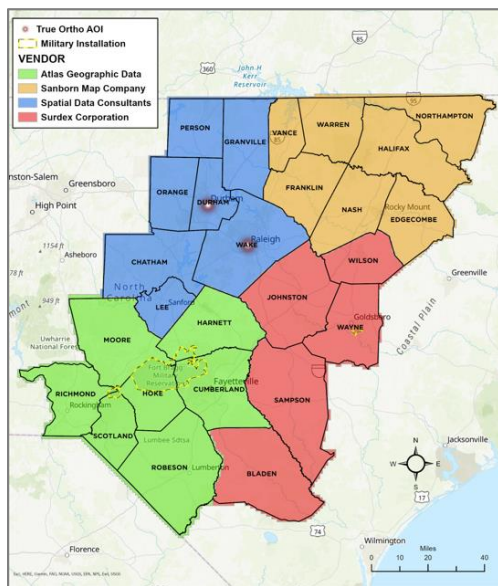 True Ortho AOI
Military Installation
VENDOR
Atlas Geographic Data
Sanborn Map Company
Spatial Data Consultants
Surdex Corporation
John H
Kerr
Reservoir
360
85
PERSON
GRANVILLE
VANCE
WARREN
NORTHAMPTON
HALIFAX
nston-Salem
Greensboro
High Point
ORANGE
DURHAM
Durham
FRANKLIN
NASH
Rocky Mount
EDGECOMBE
1154 ft
Asheboro
78 ft
WAKE
Raleigh
CHATHAM
WILSON
Greenville
North
Carolina
949 ft
LEE
Sanford
JOHNSTON
Goldsboro
WAYNE
Coastal Plain
mont
Uwharrie
National Forest
MOORE
HARNETT
Fort Bragg
Military
Reservation
HOKE
CUMBERLAND
Fayetteville
SAMPSON
RICHMOND
Rockingham
SCOTLAND
Lumbee Sdtsa
ROBESON
Lumberton
BLADEN
Jacksonville
N
W
E
S
17
74
Florence
Wilmington
Miles
0
20
40